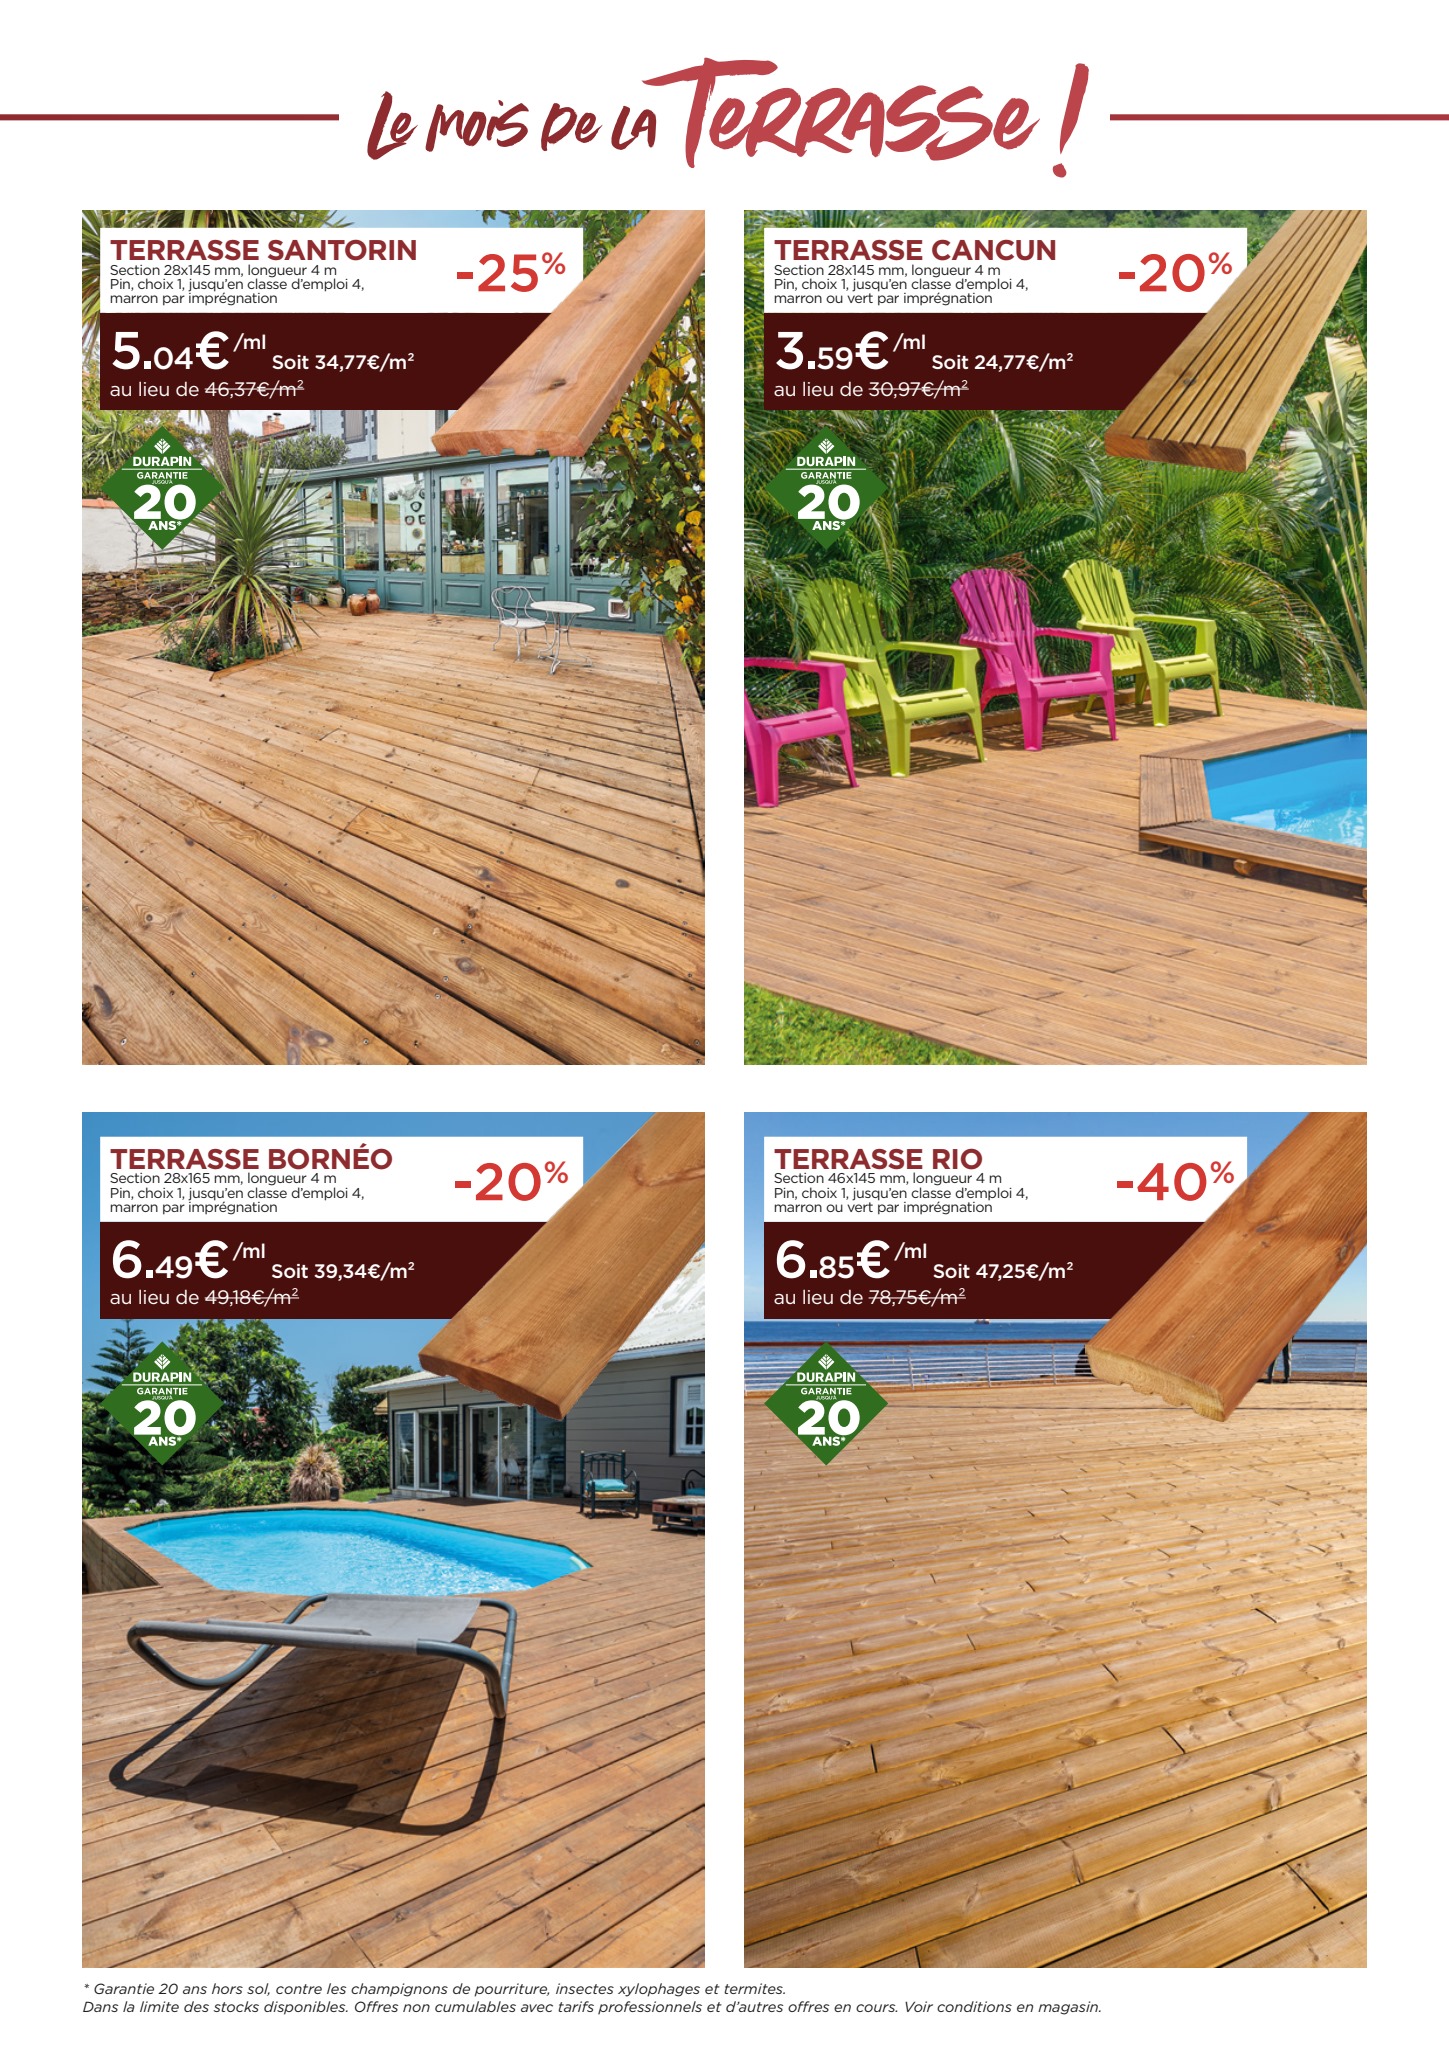 Le mois de la Terrasse !
TERRASSE SANTORIN
Section 28x145 mm, longueur 4 m
Pin, choix 1, jusqu'en classe d'emploi 4,
marron par imprégnation
-25%
5.04€/ml Soit 34,77€/m²
au lieu de 46,37€/m²
DURAPIN
GARANTIE
JUSQU'À
20
ANS*
TERRASSE CANCUN
Section 28x145 mm, longueur 4 m
Pin, choix 1, jusqu'en classe d'emploi 4,
marron ou vert par imprégnation
-20%
3.59€/ml Soit 24,77€/m²
au lieu de 30,97€/m²
DURAPIN
GARANTIE
JUSQU'À
20
ANS*
TERRASSE BORNÉO
Section 28x165 mm, longueur 4 m
Pin, choix 1, jusqu'en classe d'emploi 4,
marron par imprégnation
-20%
6.49€/ml Soit 39,34€/m²
au lieu de 49,18€/m²
DURAPIN
GARANTIE
JUSQU'À
20
ANS*
TERRASSE RIO
Section 46x145 mm, longueur 4 m
Pin, choix 1, jusqu'en classe d'emploi 4,
marron ou vert par imprégnation
-40%
6.85€/ml Soit 47,25€/m²
au lieu de 78,75€/m²
DURAPIN
GARANTIE
JUSQU'À
20
ANS*
* Garantie 20 ans hors sol, contre les champignons de pourriture, insectes xylophages et termites.
Dans la limite des stocks disponibles. Offres non cumulables avec tarifs professionnels et d'autres offres en cours. Voir conditions en magasin.